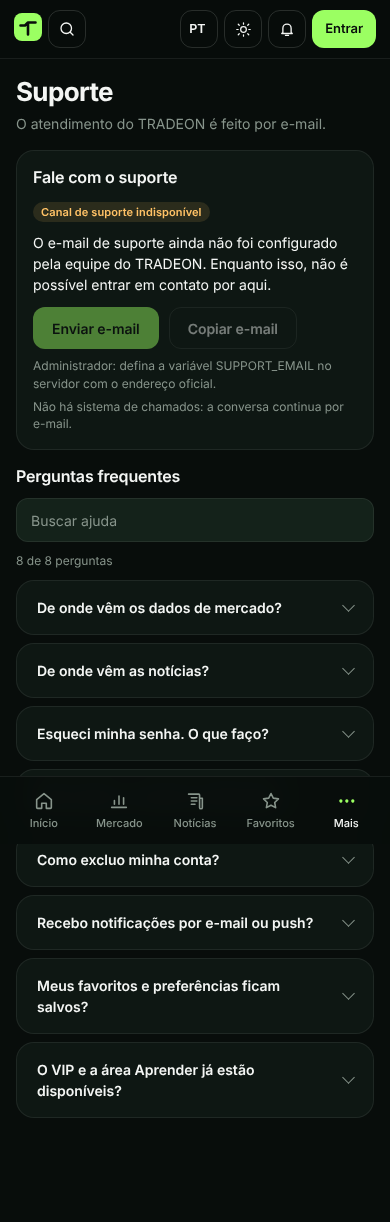 PT
Entrar
Suporte
O atendimento do TRADEON é feito por e-mail.
Fale com o suporte
Canal de suporte indisponível
O e-mail de suporte ainda não foi configurado
pela equipe do TRADEON. Enquanto isso, não é
possível entrar em contato por aqui.
Enviar e-mail
Copiar e-mail
Administrador: defina a variável SUPPORT_EMAIL no
servidor com o endereço oficial.
Não há sistema de chamados: a conversa continua por
e-mail.
Perguntas frequentes
Buscar ajuda
8 de 8 perguntas
De onde vêm os dados de mercado?
De onde vêm as notícias?
Esqueci minha senha. O que faço?
Início
Mercado
Notícias
Favoritos
Mais
Como excluo minha conta?
Recebo notificações por e-mail ou push?
Meus favoritos e preferências ficam
salvos?
O VIP e a área Aprender já estão
disponíveis?